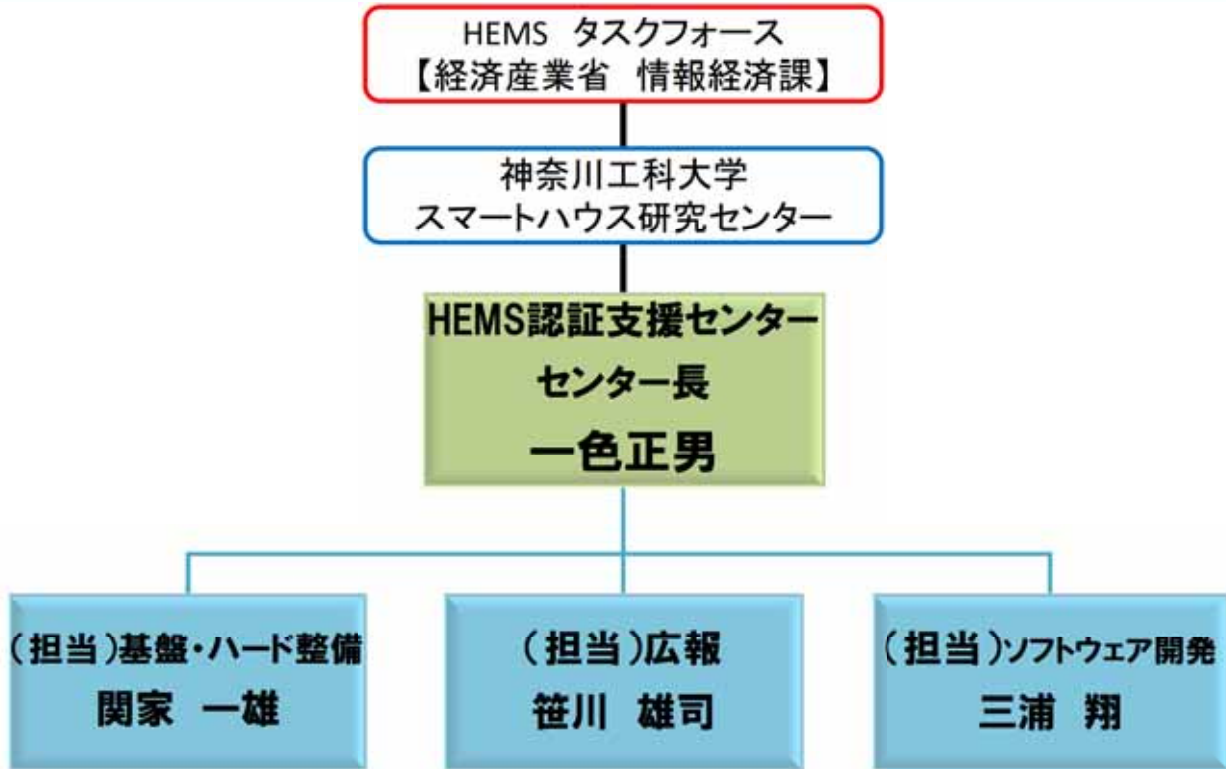 HEMS タスクフォース
【経済産業省 情報経済課】
神奈川工科大学
スマートハウス研究センター
HEMS認証支援センター
センター長
一色正男
(担当)基盤・ハード整備
関家 一雄
(担当)広報
笹川 雄司
(担当)ソフトウェア開発
三浦 翔